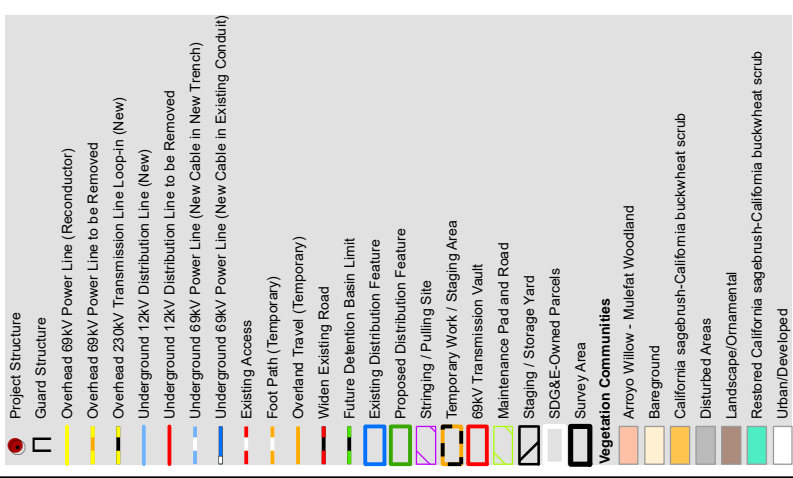 Project Structure
Guard Structure
Overhead 69kV Power Line (Reconductor)
Overhead 69kV Power Line to be Removed
Overhead 230kV Transmission Line Loop-in (New)
Underground 12kV Distribution Line (New)
Underground 12kV Distribution Line to be Removed
Underground 69kV Power Line (New Cable in New Trench)
Underground 69kV Power Line (New Cable in Existing Conduit)
Existing Access
Foot Path (Temporary)
Overland Travel (Temporary)
Widen Existing Road
Future Detention Basin Limit
Existing Distribution Feature
Proposed Distribution Feature
Stringing / Pulling Site
Temporary Work / Staging Area
69kV Transmission Vault
Maintenance Pad and Road
Staging / Storage Yard
SDG&E-Owned Parcels
Survey Area
Vegetation Communities
Arroyo Willow - Mulefat Woodland
Bareground
California sagebrush-California buckwheat scrub
Disturbed Areas
Landscape/Ornamental
Restored California sagebrush-California buckwheat scrub
Urban/Developed